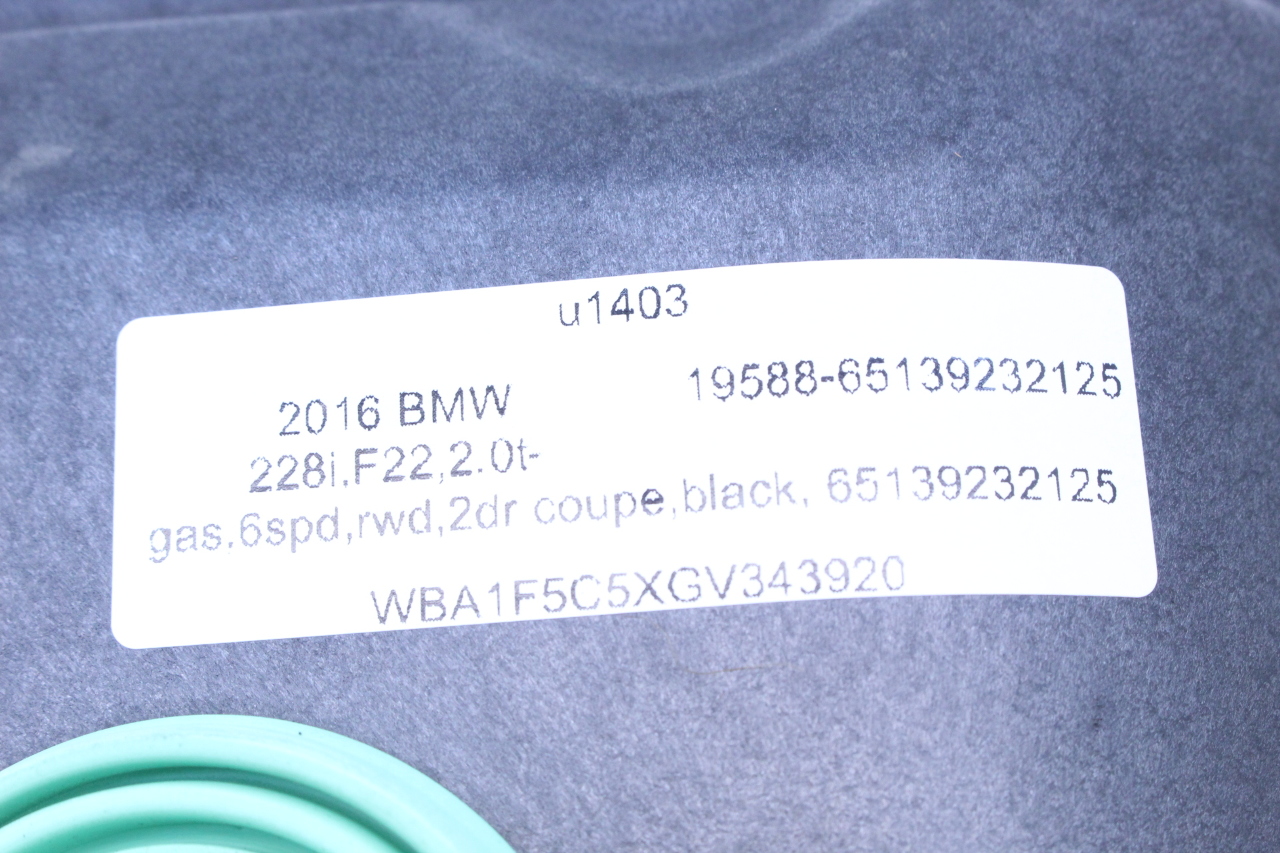 u1403
19588-65139232125
2016 BMW
228i,F22,2.0t-
gas,6spd,rwd,2dr coupe,black, 65139232125
WBA1F5C5XGV343920